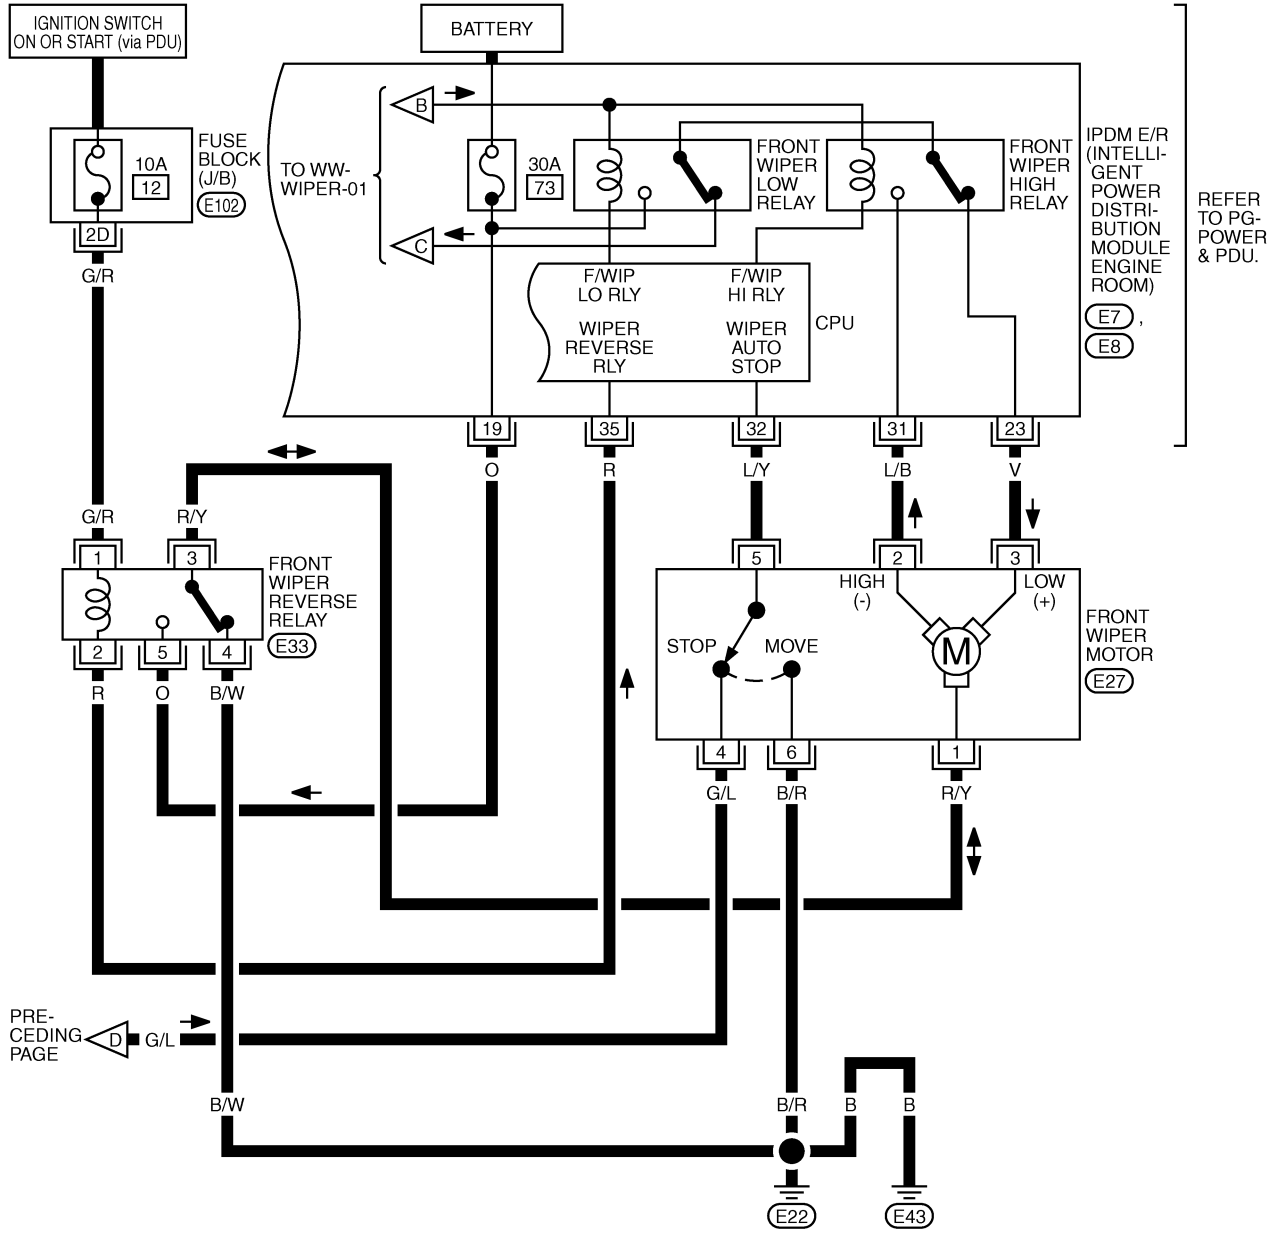 IGNITION SWITCH
ON OR START (via PDU)
BATTERY
10A
12
FUSE
BLOCK
(J/B)
E102
2D
G/R
TO WW-
WIPER-01
B
C
30A
73
FRONT
WIPER
LOW
RELAY
FRONT
WIPER
HIGH
RELAY
IPDM E/R
(INTELLI-
GENT
POWER
DISTRI-
BUTION
MODULE
ENGINE
ROOM)
E7 ,
E8
REFER
TO PG-
POWER
& PDU.
F/WIP
LO RLY
F/WIP
HI RLY
WIPER
REVERSE
RLY
WIPER
AUTO
STOP
CPU
19
35
32
31
23
O
R
L/Y
L/B
V
G/R
R/Y
1
3
FRONT
WIPER
REVERSE
RELAY
E33
2
5
4
R
O
B/W
5
2
3
HIGH
(-)
LOW
(+)
STOP
MOVE
M
FRONT
WIPER
MOTOR
E27
4
6
1
G/L
B/R
R/Y
PRE-
CEDING
PAGE
D
G/L
B/W
B/R
B
B
E22
E43